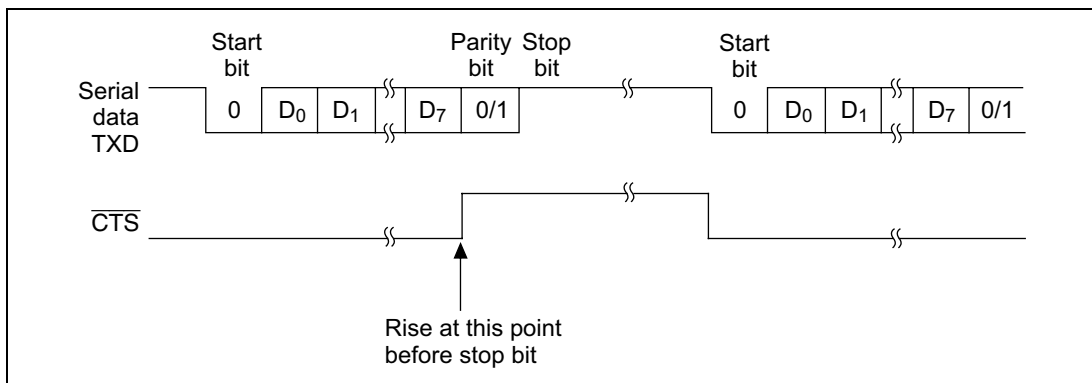 Start bit
Parity bit
Stop bit
Start bit
Serial data TXD
0 D0 D1 D7 0/1 0 D0 D1 D7 0/1
CTS
Rise at this point
before stop bit